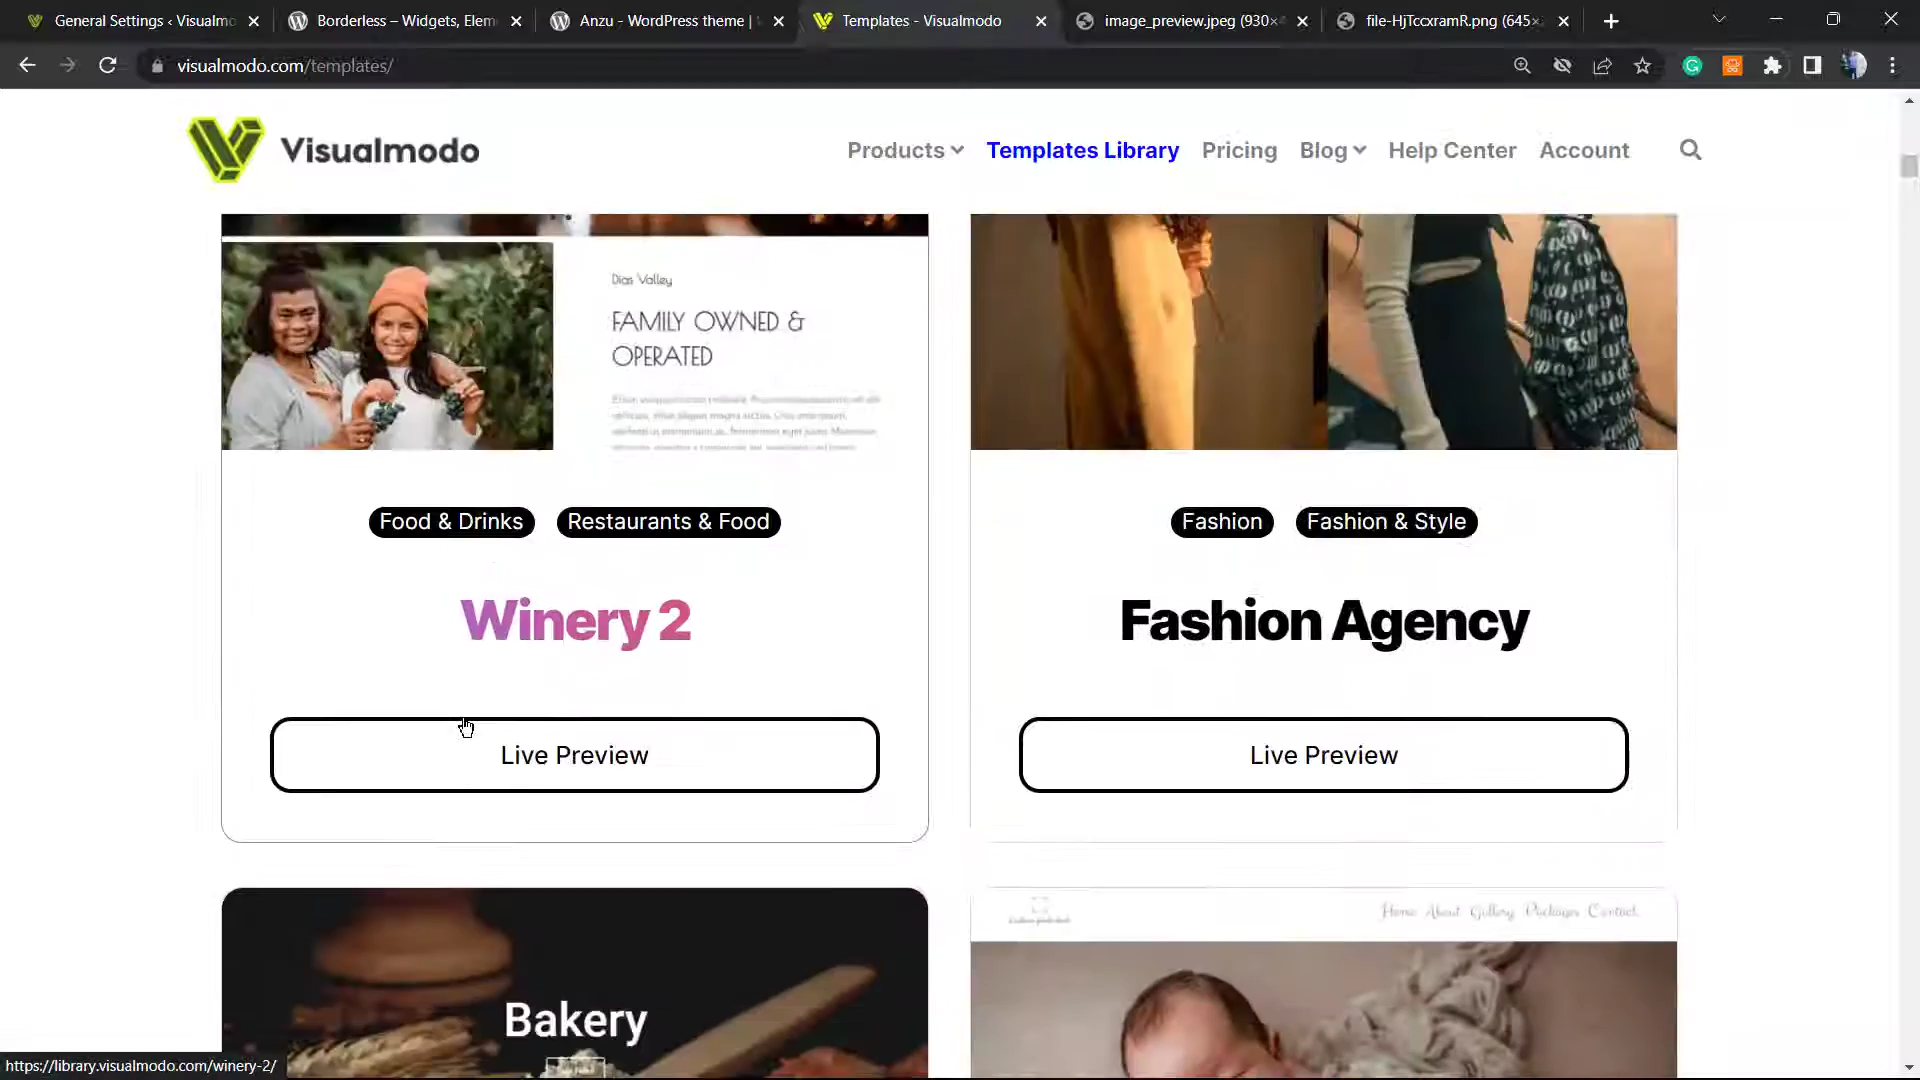 General Settings ‹ Visualmo
Borderless – Widgets, Elem
Anzu - WordPress theme |
Templates - Visualmodo
image_preview.jpeg (930×
file-HjTccxramR.png (645×
visualmodo.com/templates/
Visualmodo
Products
Templates Library
Pricing
Blog
Help Center
Account
Dias Valley
FAMILY OWNED &
OPERATED
Food & Drinks
Restaurants & Food
Fashion
Fashion & Style
Winery 2
Fashion Agency
Live Preview
Live Preview
Home About Gallery Packages Contact
Bakery
https://library.visualmodo.com/winery-2/